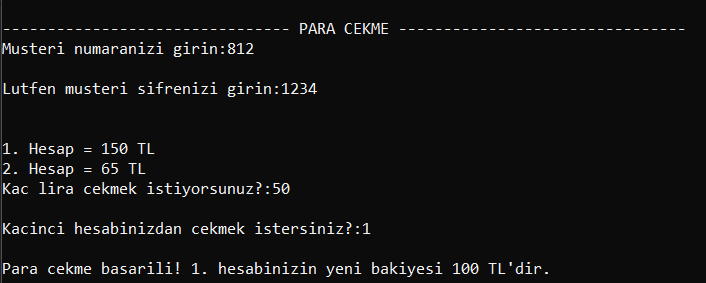 -------------------------------- PARA CEKME --------------------------------
Musteri numaranizi girin:812
Lutfen musteri sifrenizi girin:1234
1. Hesap = 150 TL
2. Hesap = 65 TL
Kac lira cekmek istiyorsunuz?:50
Kacinci hesabinizdan cekmek istersiniz?:1
Para cekme basarili! 1. hesabinizin yeni bakiyesi 100 TL'dir.